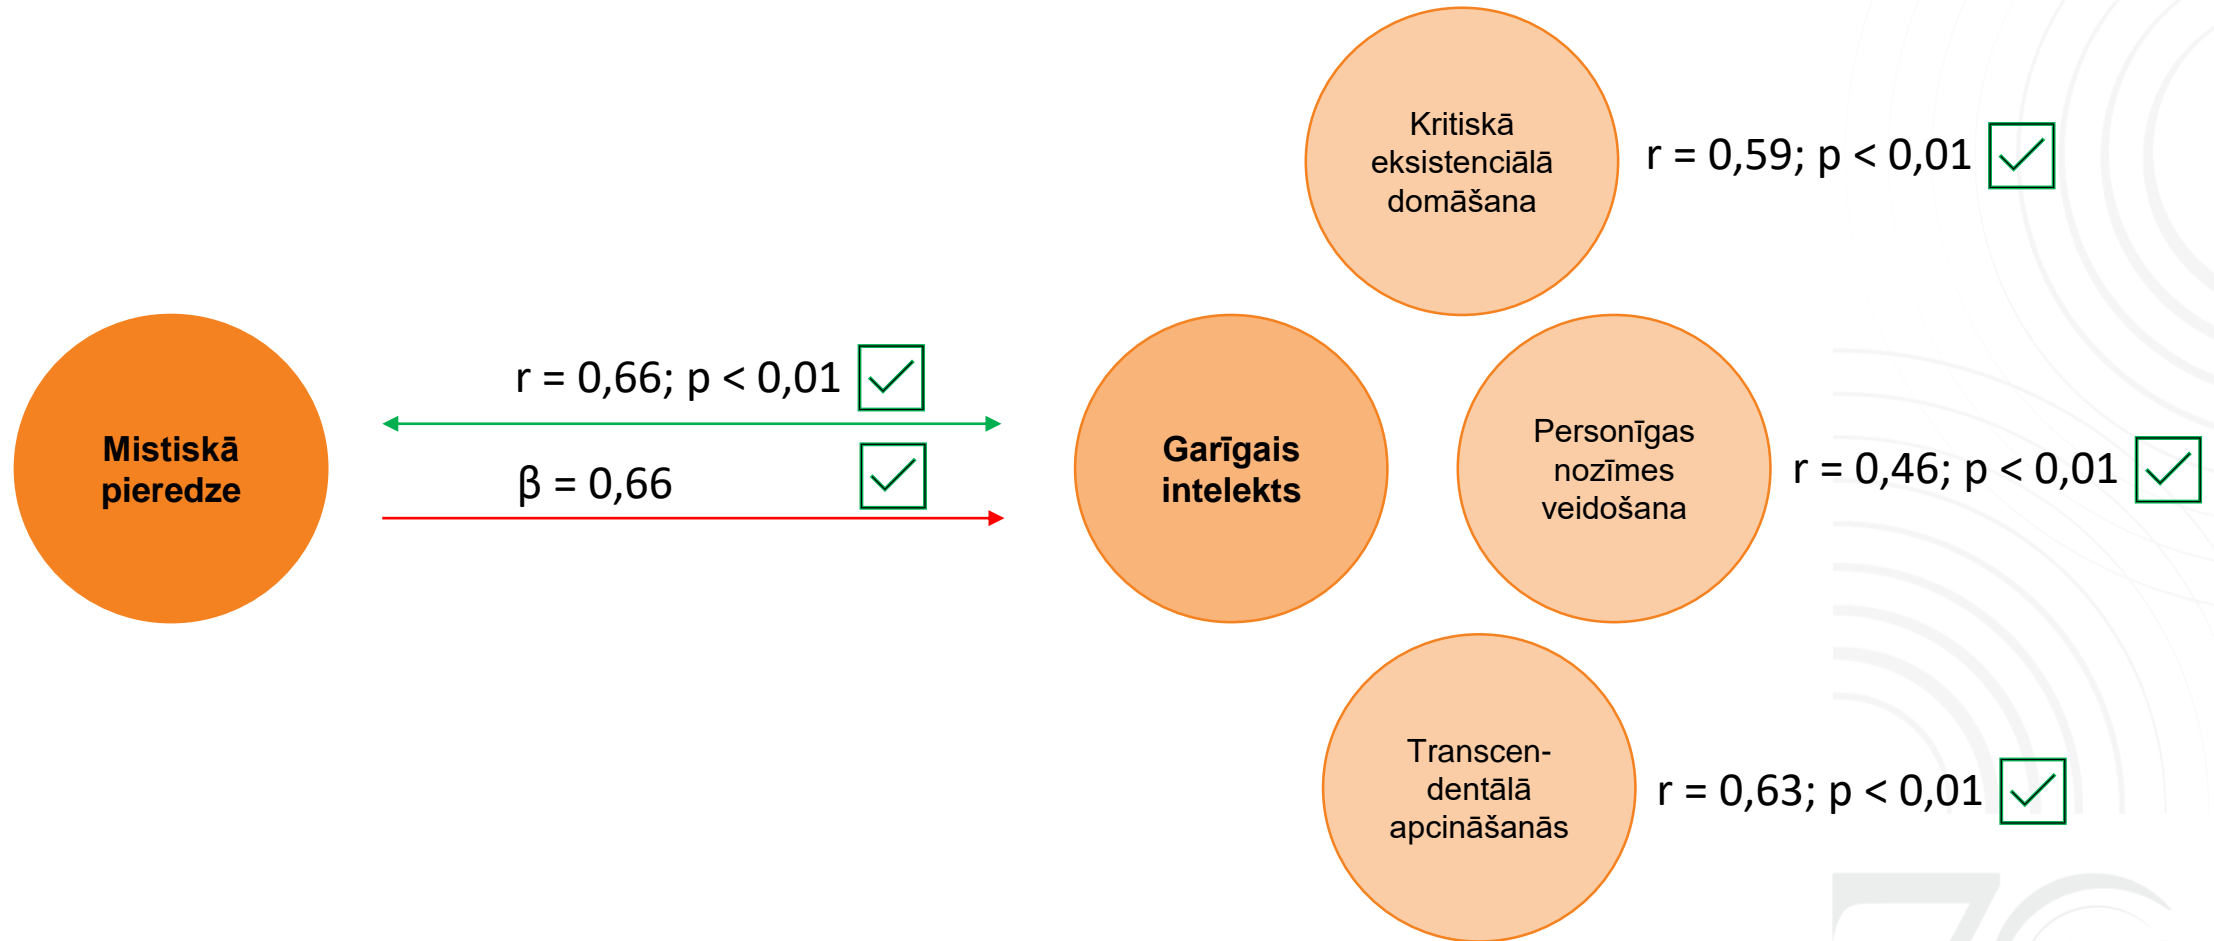 Mistiskā
pieredze
r = 0,66; p < 0,01
β = 0,66
Garīgais
intelekts
Kritiskā
eksistenciālā
domāšana
r = 0,59; p < 0,01
Personīgas
nozīmes
veidošana
r = 0,46; p < 0,01
Transcen-
dentālā
apcināšanās
r = 0,63; p < 0,01